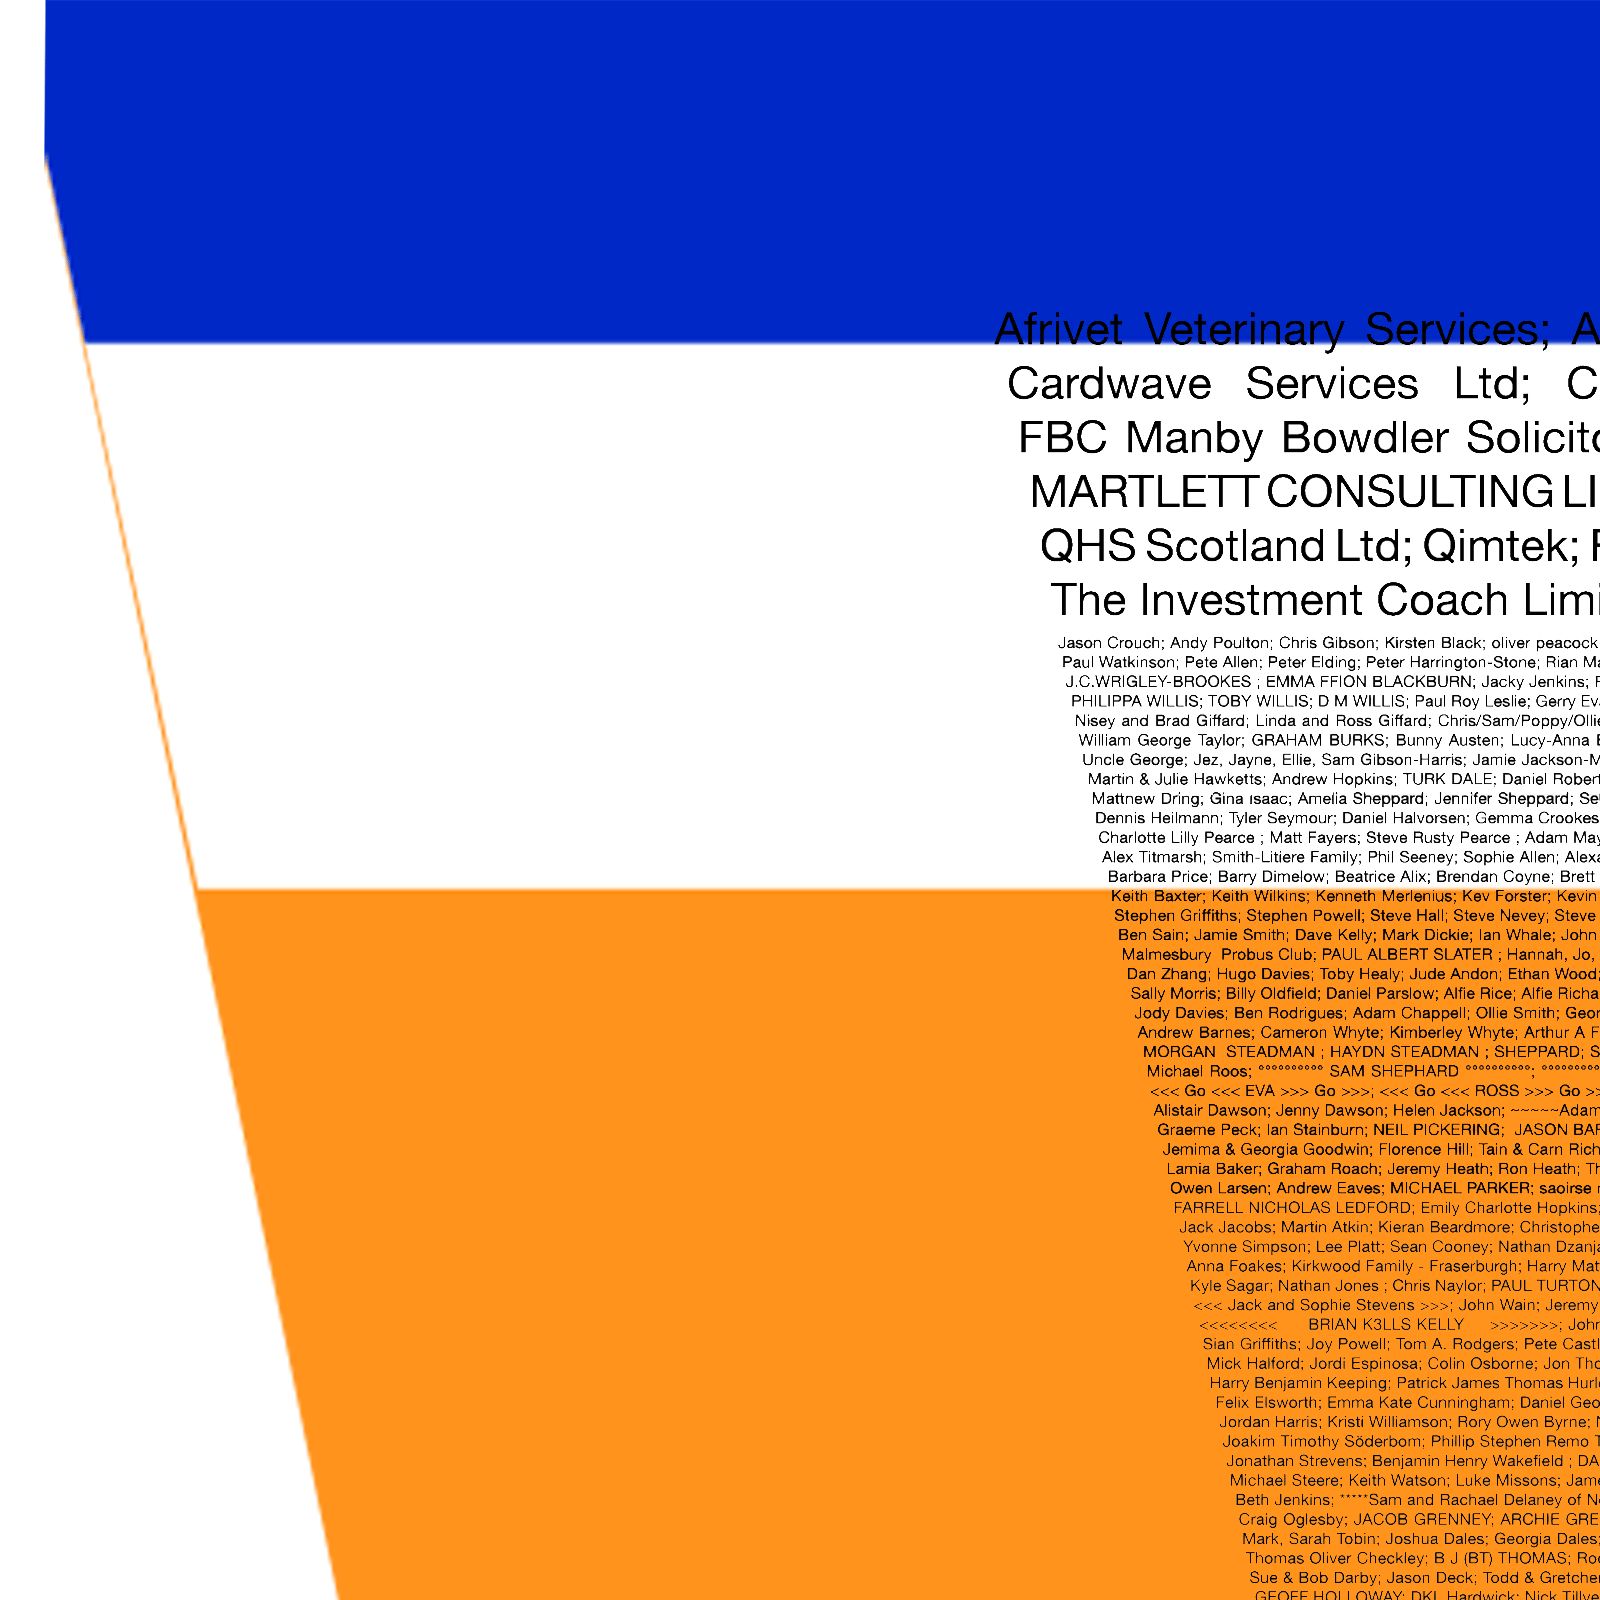 Afrivet Veterinary Services; A
Cardwave Services Ltd; C
FBC Manby Bowdler Solicito
MARTLETT CONSULTING LI
QHS Scotland Ltd; Qimtek;
The Investment Coach Limi
Jason Crouch; Andy Poulton; Chris Gibson; Kirsten Black; oliver peacock
Paul Watkinson; Pete Allen; Peter Elding; Peter Harrington-Stone; Rian Ma
J.C.WRIGLEY-BROOKES ; EMMA FFION BLACKBURN; Jacky Jenkins;
PHILIPPA WILLIS; TOBY WILLIS; D M WILLIS; Paul Roy Leslie; Gerry Ev
Nisey and Brad Giffard; Linda and Ross Giffard; Chris/Sam/Poppy/Ollie
William George Taylor; GRAHAM BURKS; Bunny Austen; Lucy-Anna
Uncle George; Jez, Jayne, Ellie, Sam Gibson-Harris; Jamie Jackson-M
Martin & Julie Hawketts; Andrew Hopkins; TURK DALE; Daniel Robert
Mattnew Dring; Gina Isaac; Amelia Sheppard; Jennifer Sheppard;
Dennis Heilmann; Tyler Seymour; Daniel Halvorsen; Gemma Crookes
Charlotte Lilly Pearce ; Matt Fayers; Steve Rusty Pearce ; Adam May
Alex Titmarsh; Smith-Litiere Family; Phil Seeney; Sophie Allen; Alexa
Barbara Price; Barry Dimelow; Beatrice Alix; Brendan Coyne; Brett
Keith Baxter; Keith Wilkins; Kenneth Merlenius; Kev Forster; Kevin
Stephen Griffiths; Stephen Powell; Steve Hall; Steve Nevey; Steve
Ben Sain; Jamie Smith; Dave Kelly; Mark Dickie; Ian Whale; John
Malmesbury Probus Club; PAUL ALBERT SLATER ; Hannah, Jo,
Dan Zhang; Hugo Davies; Toby Healy; Jude Andon; Ethan Wood;
Sally Morris; Billy Oldfield; Daniel Parslow; Alfie Rice; Alfie Richa
Jody Davies; Ben Rodrigues; Adam Chappell; Ollie Smith; Geor
Andrew Barnes; Cameron Whyte; Kimberley Whyte; Arthur A F
MORGAN STEADMAN ; HAYDN STEADMAN ; SHEPPARD; S
Michael Roos; °°°°°°°°°° SAM SHEPHARD °°°°°°°°°°; °°°°°°°°°
<<< Go <<< EVA >>> Go >>>; <<< Go <<< ROSS >>> Go >>
Alistair Dawson; Jenny Dawson; Helen Jackson; ~~~~~Adam
Graeme Peck; Ian Stainburn; NEIL PICKERING; JASON BAR
Jemima & Georgia Goodwin; Florence Hill; Tain & Carn Rich
Lamia Baker; Graham Roach; Jeremy Heath; Ron Heath; Th
Owen Larsen; Andrew Eaves; MICHAEL PARKER; saoirse
FARRELL NICHOLAS LEDFORD; Emily Charlotte Hopkins;
Jack Jacobs; Martin Atkin; Kieran Beardmore; Christophe
Yvonne Simpson; Lee Platt; Sean Cooney; Nathan Dzanja
Anna Foakes; Kirkwood Family - Fraserburgh; Harry Mat
Kyle Sagar; Nathan Jones ; Chris Naylor; PAUL TURTON
<<< Jack and Sophie Stevens >>>; John Wain; Jeremy
<<<<<<<< BRIAN K3LLS KELLY >>>>>>>; John
Sian Griffiths; Joy Powell; Tom A. Rodgers; Pete Castl
Mick Halford; Jordi Espinosa; Colin Osborne; Jon Tho
Harry Benjamin Keeping; Patrick James Thomas Hurl
Felix Elsworth; Emma Kate Cunningham; Daniel Geo
Jordan Harris; Kristi Williamson; Rory Owen Byrne;
Joakim Timothy Söderbom; Phillip Stephen Remo T
Jonathan Strevens; Benjamin Henry Wakefield ; DA
Michael Steere; Keith Watson; Luke Missons; Jame
Beth Jenkins; *****Sam and Rachael Delaney of
Craig Oglesby; JACOB GRENNEY; ARCHIE GRE
Mark, Sarah Tobin; Joshua Dales; Georgia Dales;
Thomas Oliver Checkley; B J (BT) THOMAS; Roe
Sue & Bob Darby; Jason Deck; Todd & Gretchen
GEOFF HOLLOWAY; DKL Hardwick; Nick Tillve